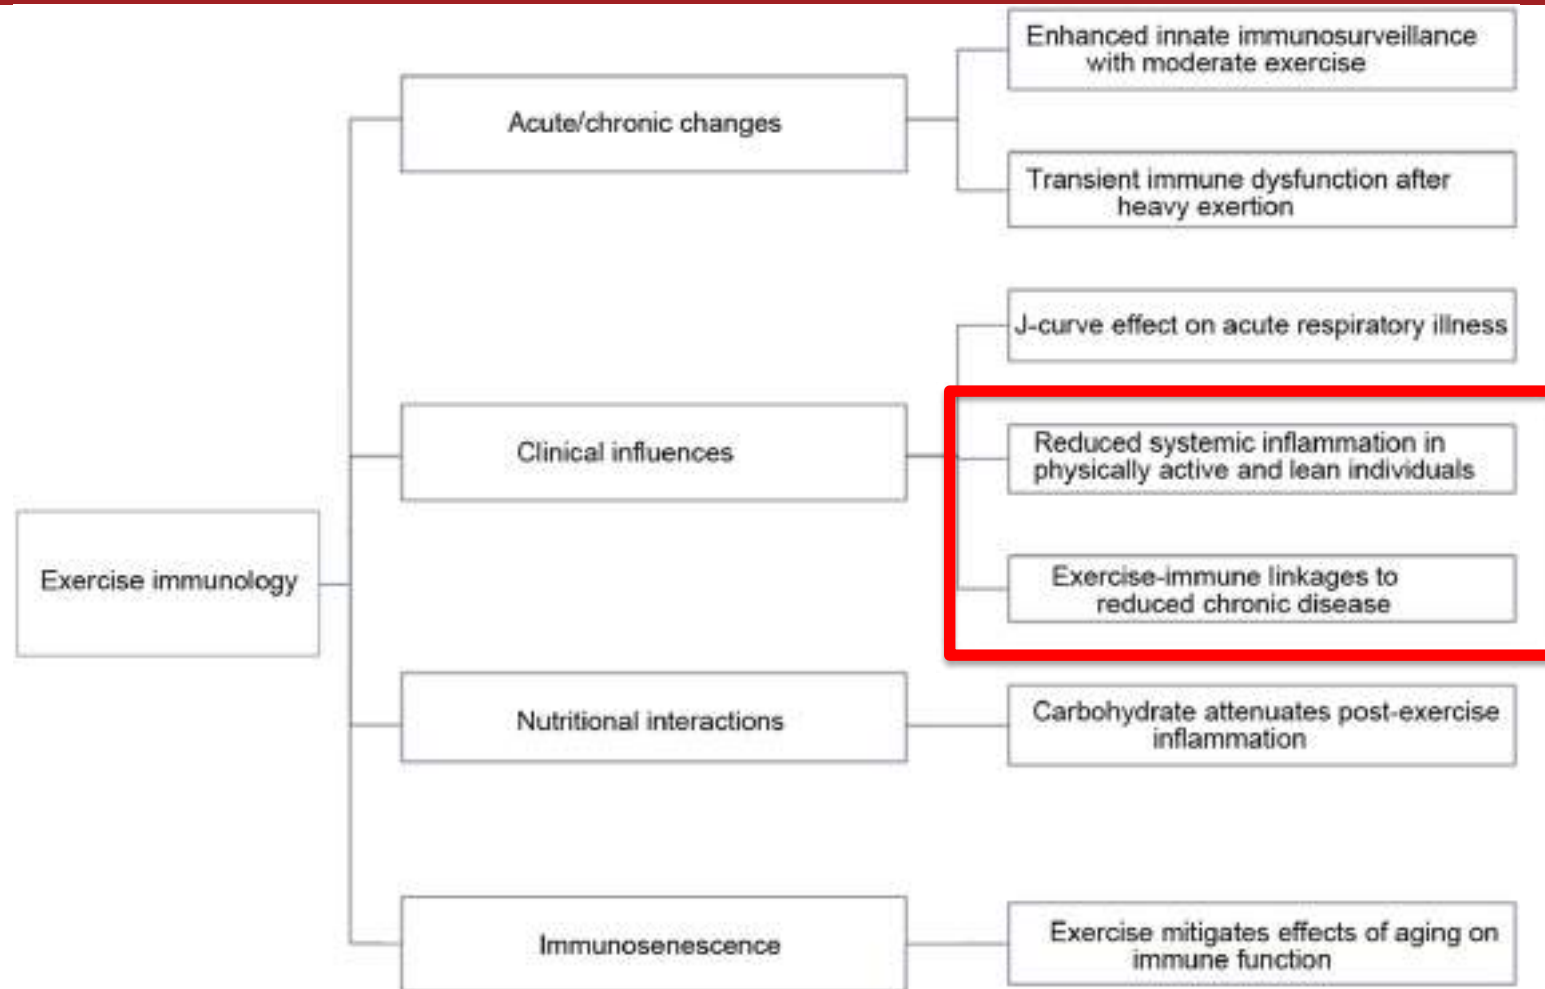 Exercise immunology
Acute/chronic changes
Enhanced innate immunosurveillance
with moderate exercise
Transient immune dysfunction after
heavy exertion
Clinical influences
J-curve effect on acute respiratory illness
Reduced systemic inflammation in
physically active and lean individuals
Exercise-immune linkages to
reduced chronic disease
Nutritional interactions
Carbohydrate attenuates post-exercise
inflammation
Immunosenescence
Exercise mitigates effects of aging on
immune function